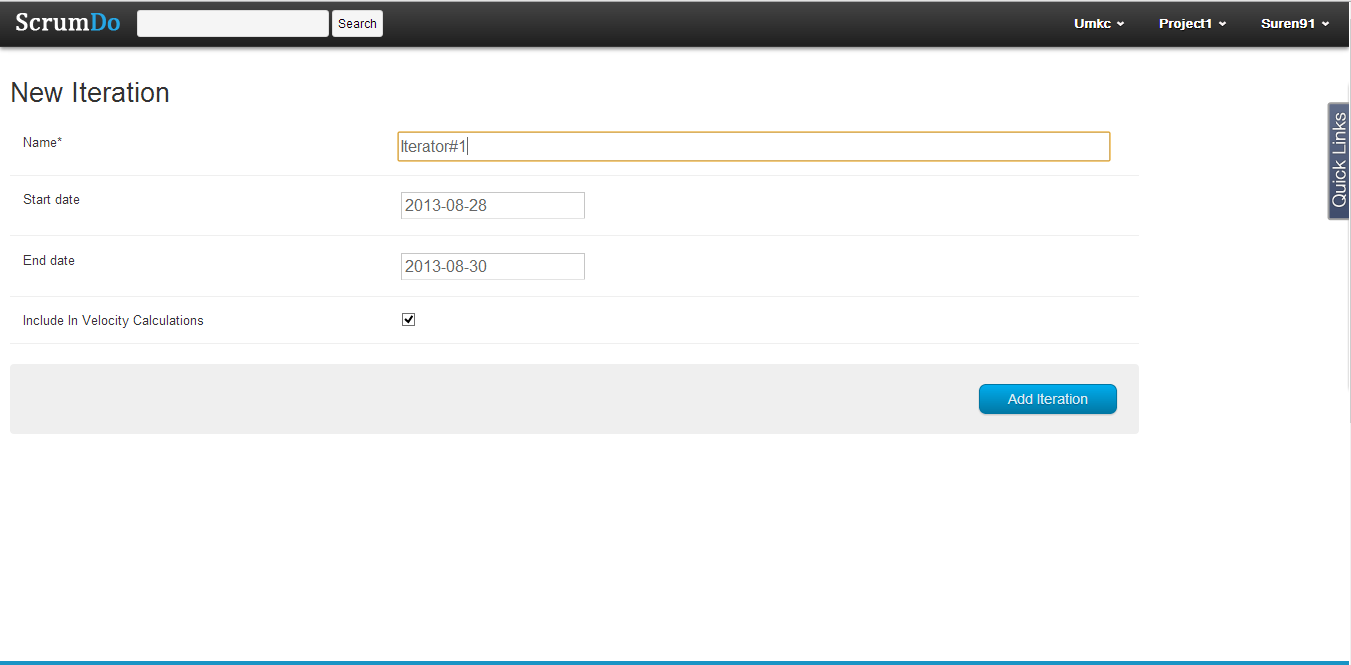 ScrumDo Search Umkc Project1 Suren91
New Iteration
Quick Links
Name* Iterator#1
Start date 2013-08-28
End date 2013-08-30
Include In Velocity Calculations
Add Iteration